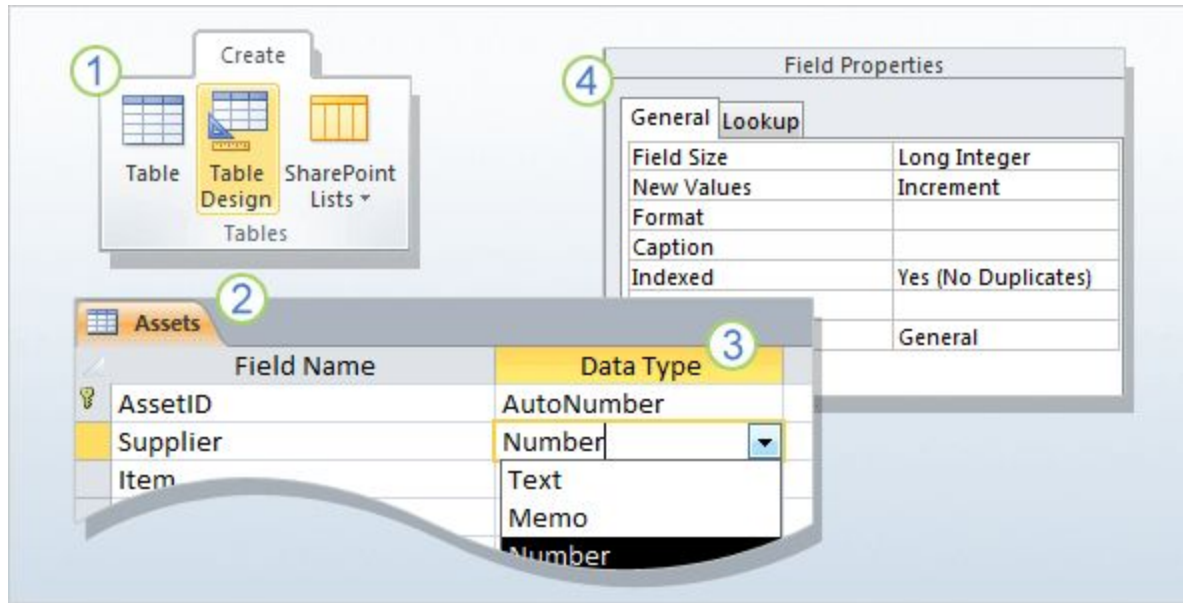 1
Create
Table
Table
Design
SharePoint
Lists
Tables
2
Assets
3
Field Name Data Type
AssetID AutoNumber
Supplier Number
Item
Text
Memo
Number
4
Field Properties
General Lookup
Field Size Long Integer
New Values Increment
Format
Caption
Indexed Yes (No Duplicates)
General